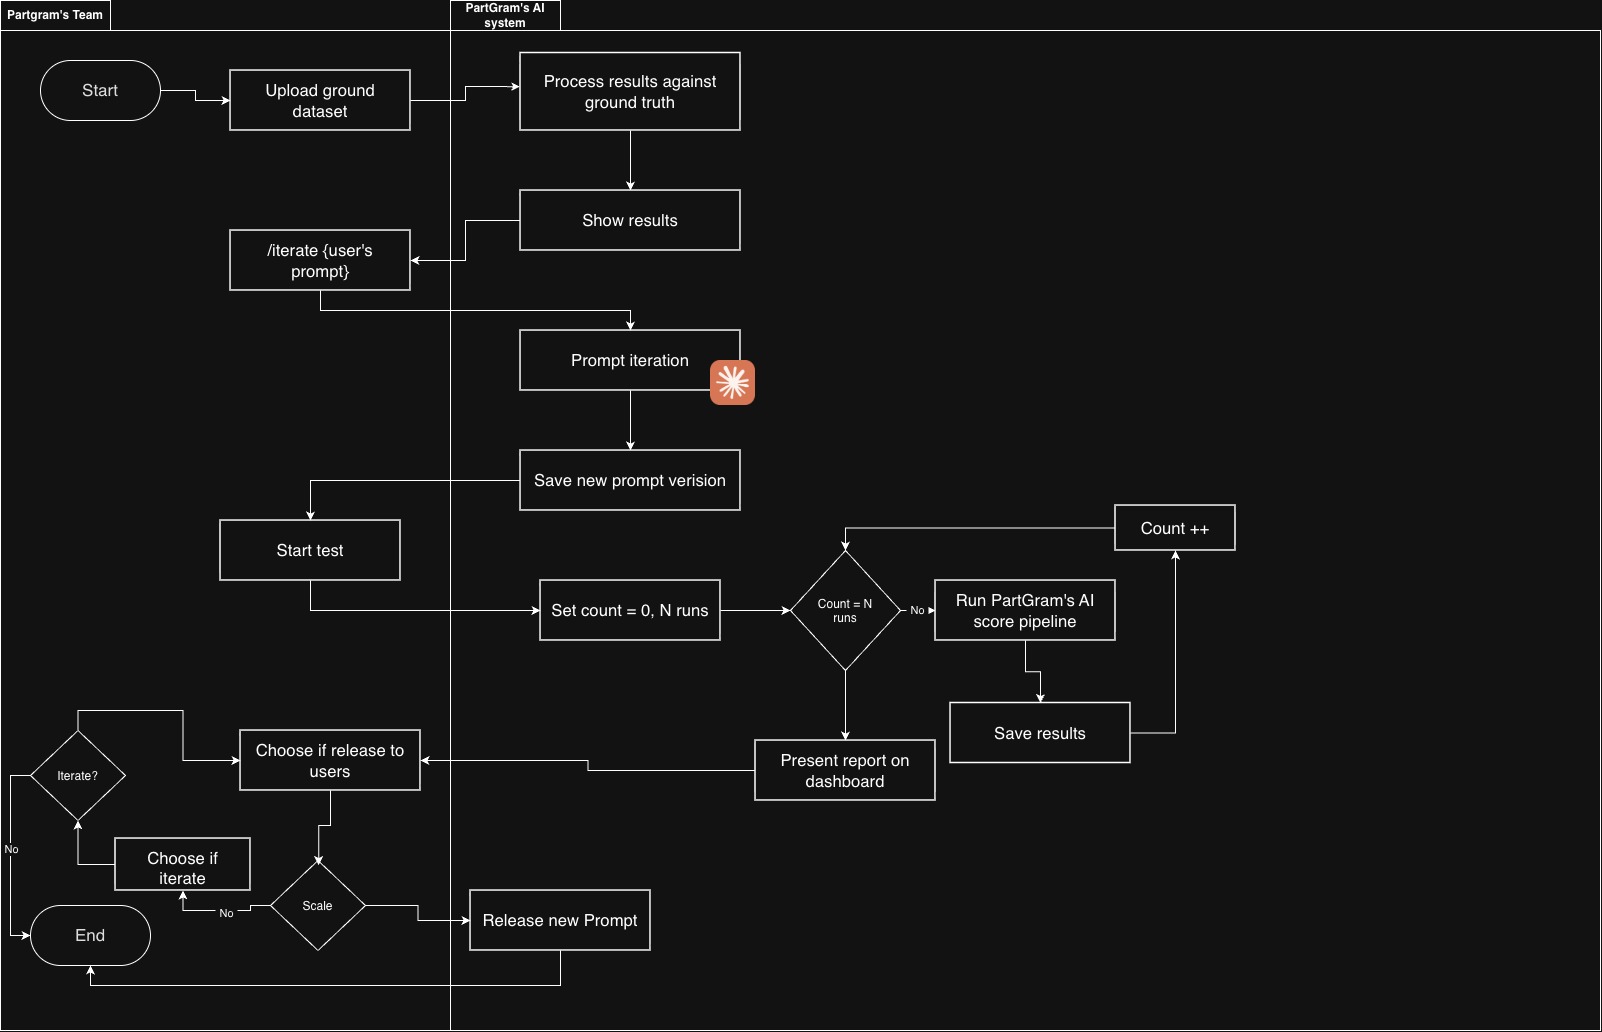 Partgram's Team
PartGram's AI
system
Start
Upload ground
dataset
Process results against
ground truth
Show results
/iterate {user's
prompt}
Prompt iteration
Save new prompt verision
Start test
Count ++
Set count = 0, N runs
Count = N
runs
No
Run PartGram's AI
score pipeline
Save results
Present report on
dashboard
Choose if release to
users
Iterate?
No
Choose if
iterate
No
Scale
Release new Prompt
End